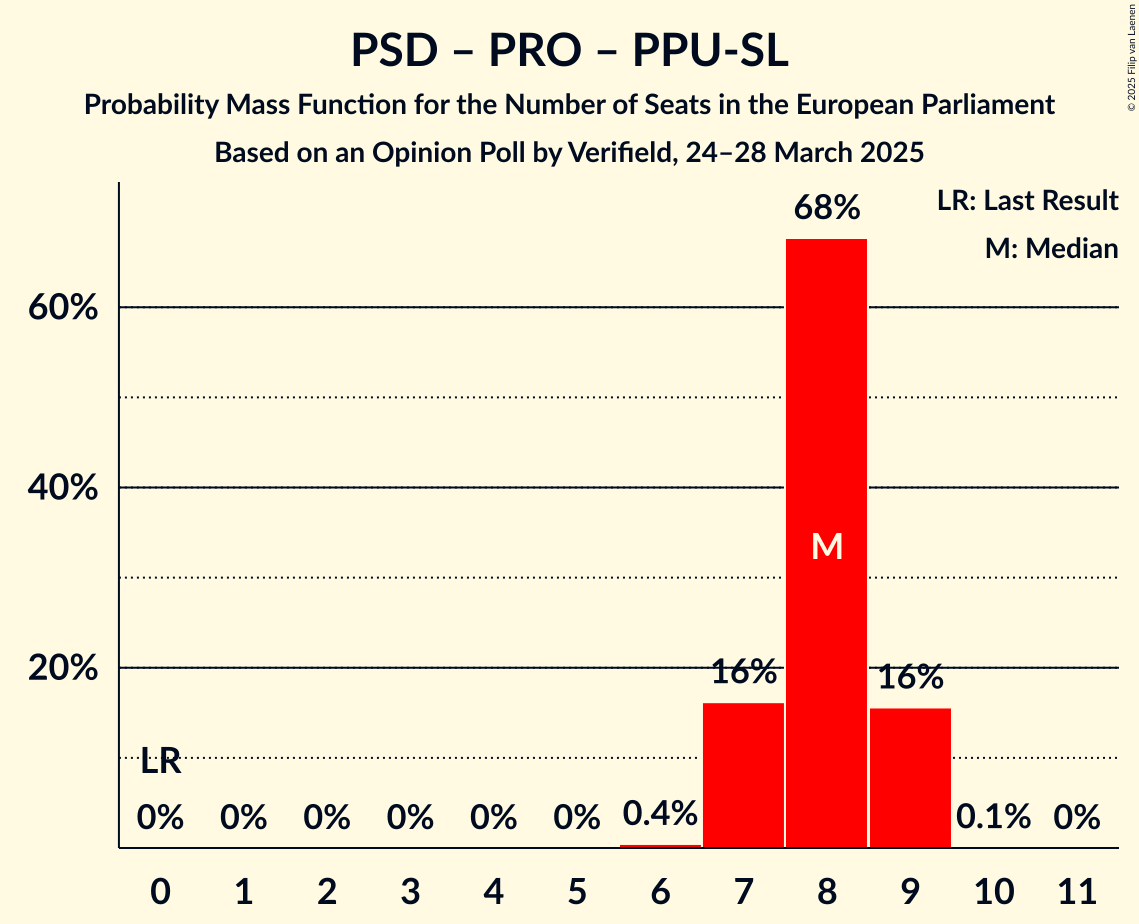 PSD – PRO – PPU-SL
Probability Mass Function for the Number of Seats in the European Parliament
Based on an Opinion Poll by Verifield, 24–28 March 2025
© 2025 Filip van Laenen
LR: Last Result
M: Median
68%
60%
40%
M
20%
16%
16%
LR
0%
0%
0%
0%
0%
0%
0.4%
0.1%
0%
0 1 2 3 4 5 6 7 8 9 10 11